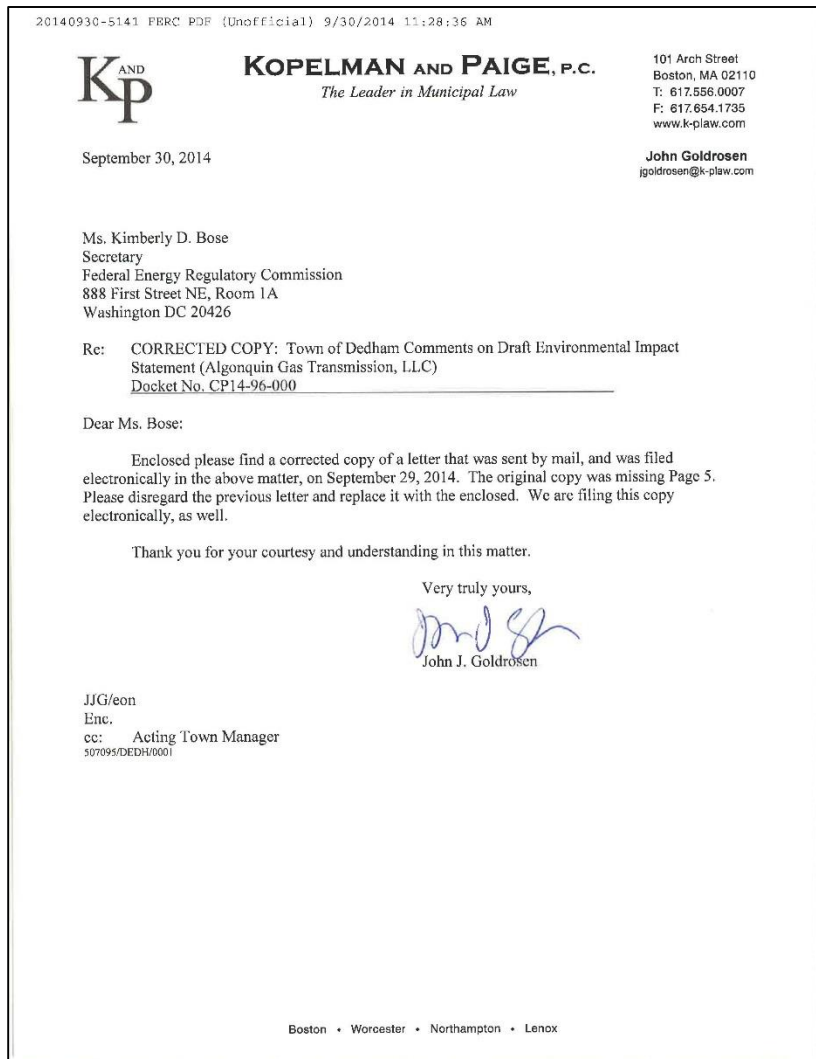 20140930-5141 FERC PDF (Unofficial) 9/30/2014 11:28:36 AM
K AND P
KOPELMAN AND PAIGE, P.C.
The Leader in Municipal Law
101 Arch Street
Boston, MA 02110
T: 617.556.0007
F: 617.654.1735
www.k-plaw.com
September 30, 2014
John Goldrosen
jgoldrosen@k-plaw.com
Ms. Kimberly D. Bose
Secretary
Federal Energy Regulatory Commission
888 First Street NE, Room 1A
Washington DC 20426
Re: CORRECTED COPY: Town of Dedham Comments on Draft Environmental Impact
Statement (Algonquin Gas Transmission, LLC)
Docket No. CP14-96-000
Dear Ms. Bose:
Enclosed please find a corrected copy of a letter that was sent by mail, and was filed
electronically in the above matter, on September 29, 2014. The original copy was missing Page 5.
Please disregard the previous letter and replace it with the enclosed. We are filing this copy
electronically, as well.
Thank you for your courtesy and understanding in this matter.
Very truly yours,
John J. Goldrosen
JJG/eon
Enc.
cc: Acting Town Manager
507095/DEDH/0001
Boston • Worcester • Northampton • Lenox